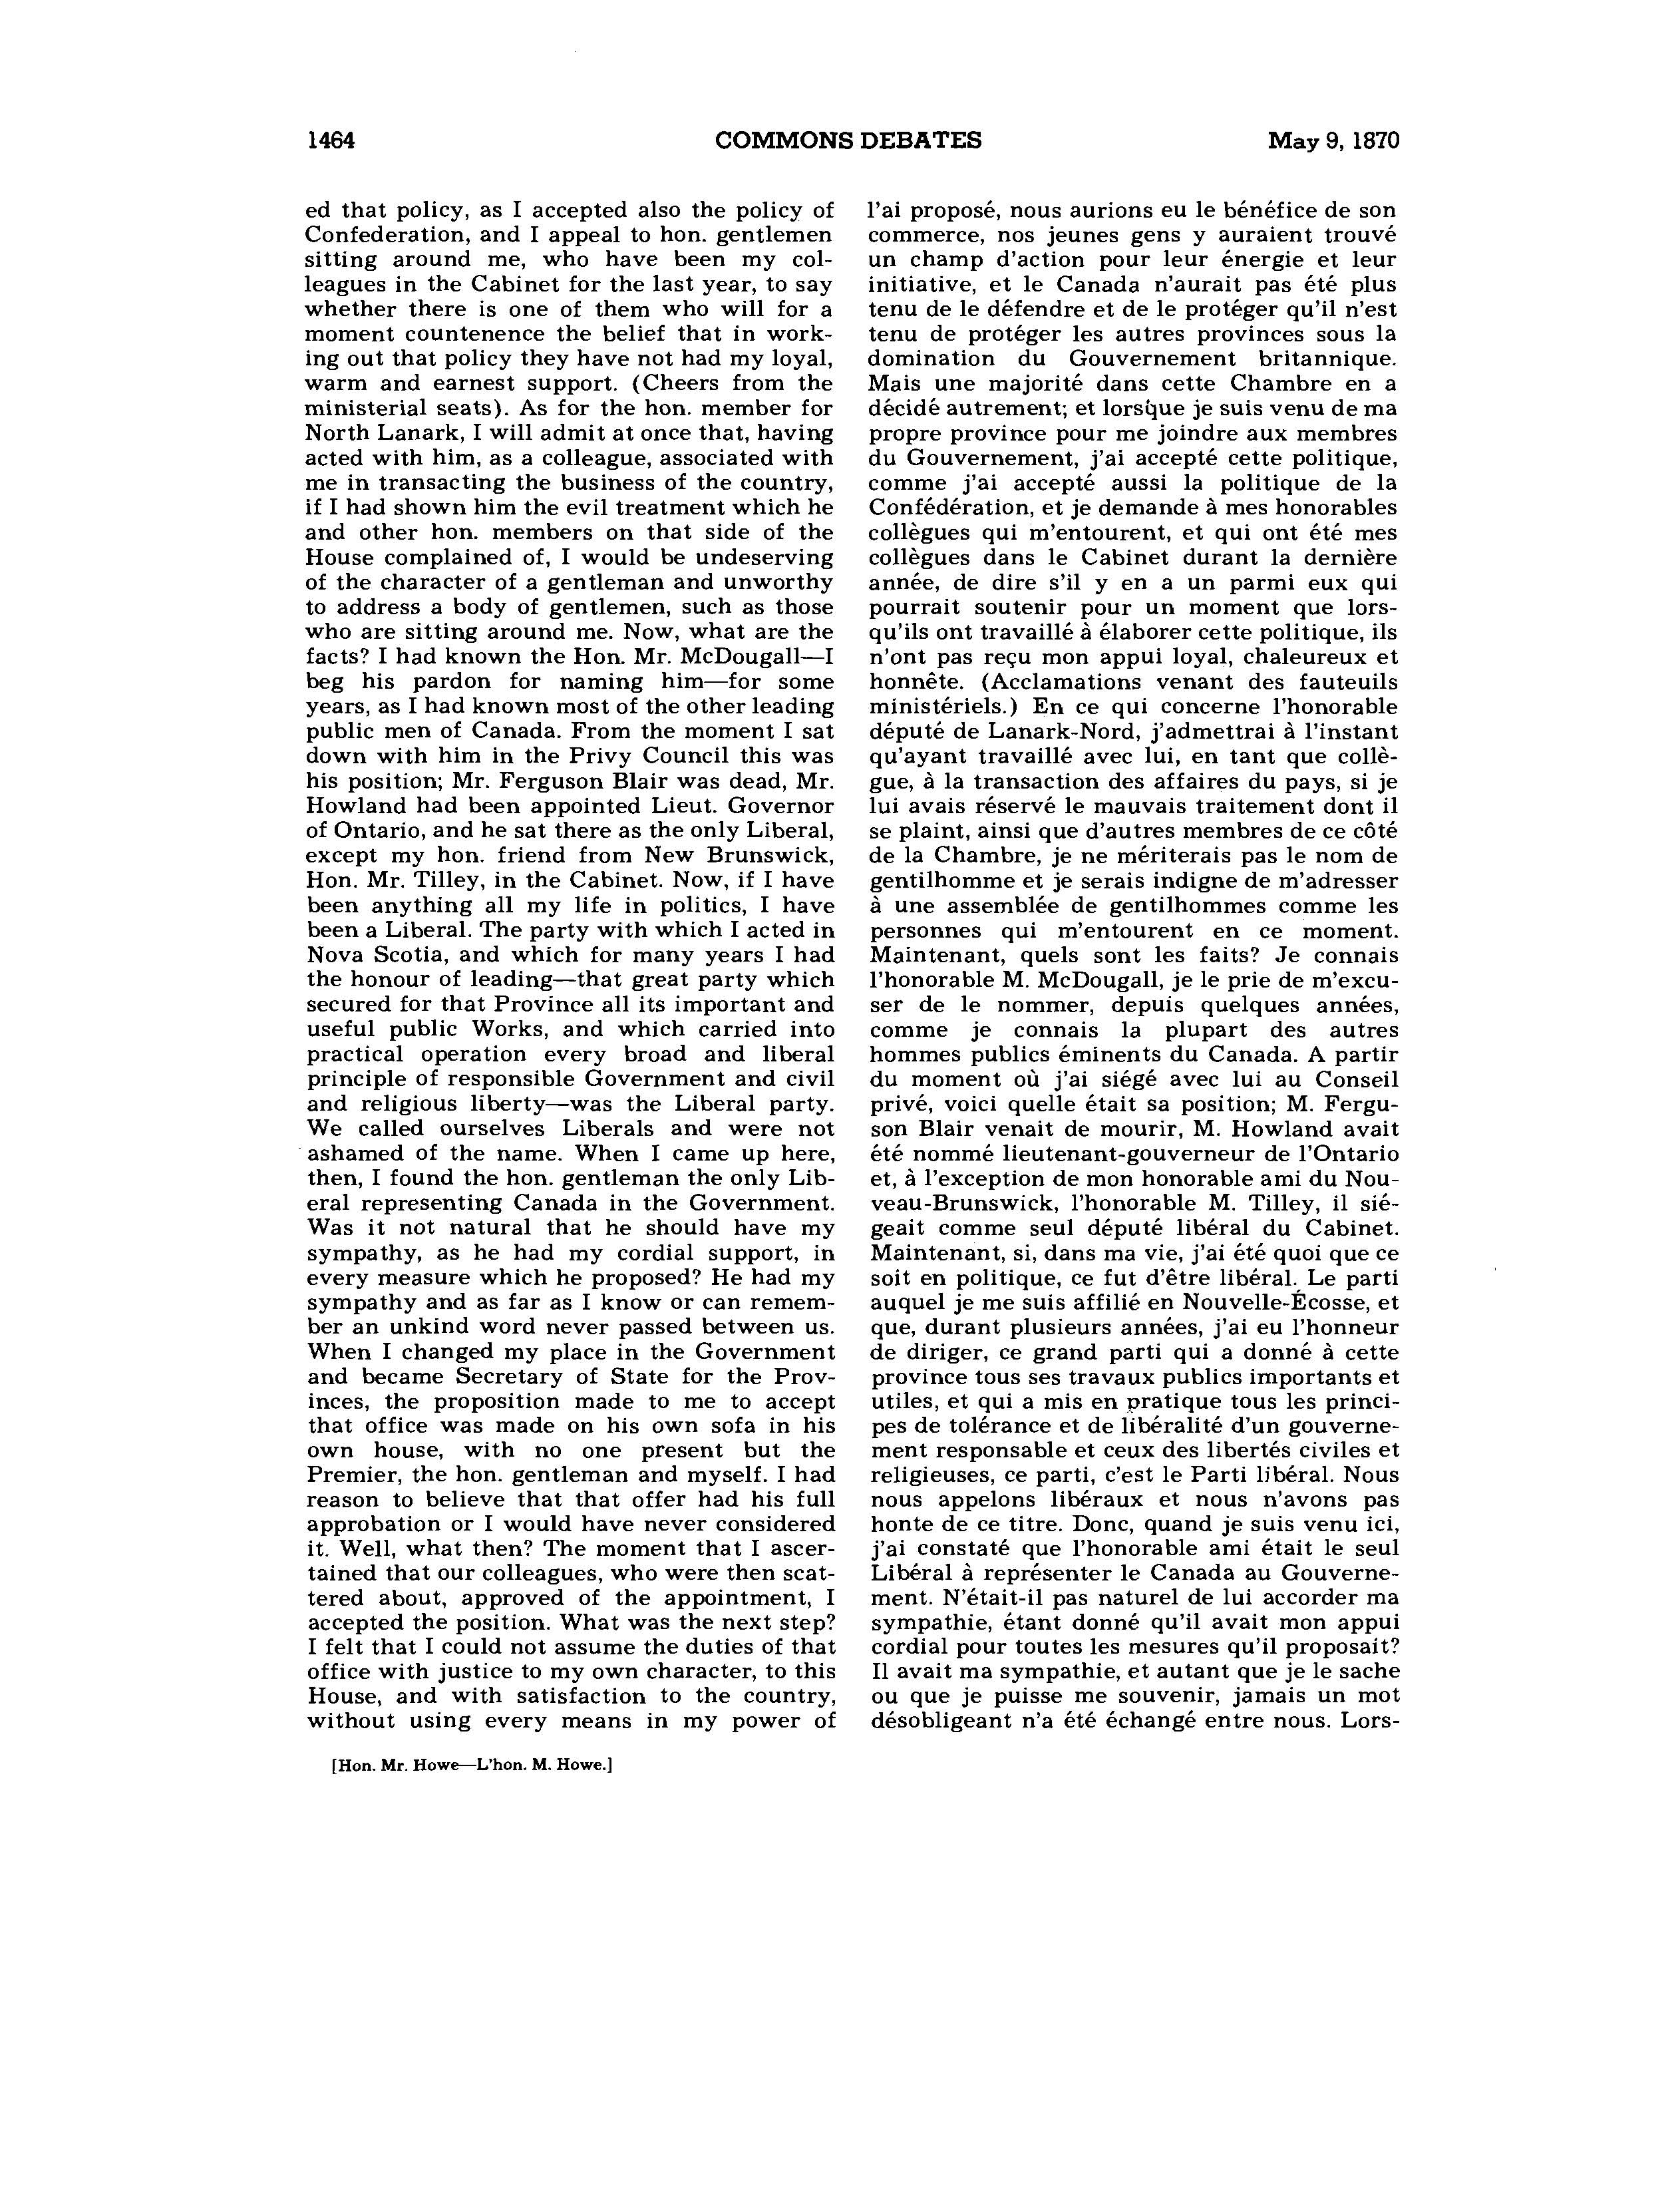 1464 COMMONS DEBATES May 9, 1870
ed that policy, as I accepted also the policy of
Confederation, and I appeal to hon. gentlemen
sitting around me, who have been my col-
leagues in the Cabinet for the last year, to say
whether there is one of them who will for a
moment countenence the belief that in work-
ing out that policy they have not had my loyal,
warm and earnest support. (Cheers from the
ministerial seats). As for the hon. member for
North Lanark, I will admit at once that, having
acted with him, as a colleague, associated with
me in transacting the business of the country,
if I had shown him the evil treatment which he
and other hon. members on that side of the
House complained of, I would be undeserving
of the character of a gentleman and unworthy
to address a body of gentlemen, such as those
who are sitting around me. Now, what are the
facts? I had known the Hon. Mr. McDougall—I
beg his pardon for naming him—for some
years, as I had known most of the other leading
public men of Canada. From the moment I sat
down with him in the Privy Council this was
his position; Mr. Ferguson Blair was dead, Mr.
Howland had been appointed Lieut. Governor
of Ontario, and he sat there as the only Liberal,
except my hon. friend from New Brunswick,
Hon. Mr. Tilley, in the Cabinet. Now, if I have
been anything all my life in politics, I have
been a Liberal. The party with which I acted in
Nova Scotia, and which for many years I had
the honour of leading—that great party which
secured for that Province all its important and
useful public Works, and which carried into
practical operation every broad and liberal
principle of responsible Government and civil
and religious liberty—was the Liberal party.
We called ourselves Liberals and were not
ashamed of the name. When I came up here,
then, I found the hon. gentleman the only Lib-
eral representing Canada in the Government.
Was it not natural that he should have my
sympathy, as he had my cordial support, in
every measure which he proposed? He had my
sympathy and as far as I know or can remem-
ber an unkind word never passed between us.
When I changed my place in the Government
and became Secretary of State for the Prov-
inces, the proposition made to me to accept
that office was made on his own sofa in his
own house, with no one present but the
Premier, the hon. gentleman and myself. I had
reason to believe that that offer had his full
approbation or I would have never considered
it. Well, what then? The moment that I ascer-
tained that our colleagues, who were then scat-
tered about, approved of the appointment, I
accepted the position. What was the next step?
I felt that I could not assume the duties of that
office with justice to my own character, to this
House, and with satisfaction to the country,
without using every means in my power of
l'ai proposé, nous aurions eu le bénéfice de son
commerce, nos jeunes gens y auraient trouvé
un champ d'action pour leur énergie et leur
initiative, et le Canada n'aurait pas été plus
tenu de le défendre et de le protéger qu'il n'est
tenu de protéger les autres provinces sous la
domination du Gouvernement britannique.
Mais une majorité dans cette Chambre en a
décidé autrement; et lorsque je suis venu de ma
propre province pour me joindre aux membres
du Gouvernement, j'ai accepté cette politique,
comme j'ai accepté aussi la politique de la
Confédération, et je demande à mes honorables
collègues qui m'entourent, et qui ont été mes
collègues dans le Cabinet durant la dernière
année, de dire s'il y en a un parmi eux qui
pourrait soutenir pour un moment que lors-
qu'ils ont travaillé à élaborer cette politique, ils
n'ont pas reçu mon appui loyal, chaleureux et
honnête. (Acclamations venant des fauteuils
ministériels.) En ce qui concerne l'honorable
député de Lanark-Nord, j'admettrai à l'instant
qu'ayant travaillé avec lui, en tant que collè-
gue, à la transaction des affaires du pays, si je
lui avais réservé le mauvais traitement dont il
se plaint, ainsi que d'autres membres de ce côté
de la Chambre, je ne mériterais pas le nom de
gentilhomme et je serais indigne de m'adresser
à une assemblée de gentilhommes comme les
personnes qui m'entourent en ce moment.
Maintenant, quels sont les faits? Je connais
l'honorable M. McDougall, je le prie de m'excu-
ser de le nommer, depuis quelques années,
comme je connais la plupart des autres
hommes publics éminents du Canada. A partir
du moment où j'ai siégé avec lui au Conseil
privé, voici quelle était sa position; M. Fergu-
son Blair venait de mourir, M. Howland avait
été nommé lieutenant-gouverneur de l'Ontario
et, à l'exception de mon honorable ami du Nou-
veau-Brunswick, l'honorable M. Tilley, il sié-
geait comme seul député libéral du Cabinet.
Maintenant, si, dans ma vie, j'ai été quoi que ce
soit en politique, ce fut d'être libéral. Le parti
auquel je me suis affilié en Nouvelle-Écosse, et
que, durant plusieurs années, j'ai eu l'honneur
de diriger, ce grand parti qui a donné à cette
province tous ses travaux publics importants et
utiles, et qui a mis en pratique tous les princi-
pes de tolérance et de libéralité d'un gouverne-
ment responsable et ceux des libertés civiles et
religieuses, ce parti, c'est le Parti libéral. Nous
nous appelons libéraux et nous n'avons pas
honte de ce titre. Donc, quand je suis venu ici,
j'ai constaté que l'honorable ami était le seul
Libéral à représenter le Canada au Gouverne-
ment. N'était-il pas naturel de lui accorder ma
sympathie, étant donné qu'il avait mon appui
cordial pour toutes les mesures qu'il proposait?
Il avait ma sympathie, et autant que je le sache
ou que je puisse me souvenir, jamais un mot
désobligeant n'a été échangé entre nous. Lors-
[Hon. Mr. Howe—L'hon. M. Howe.]